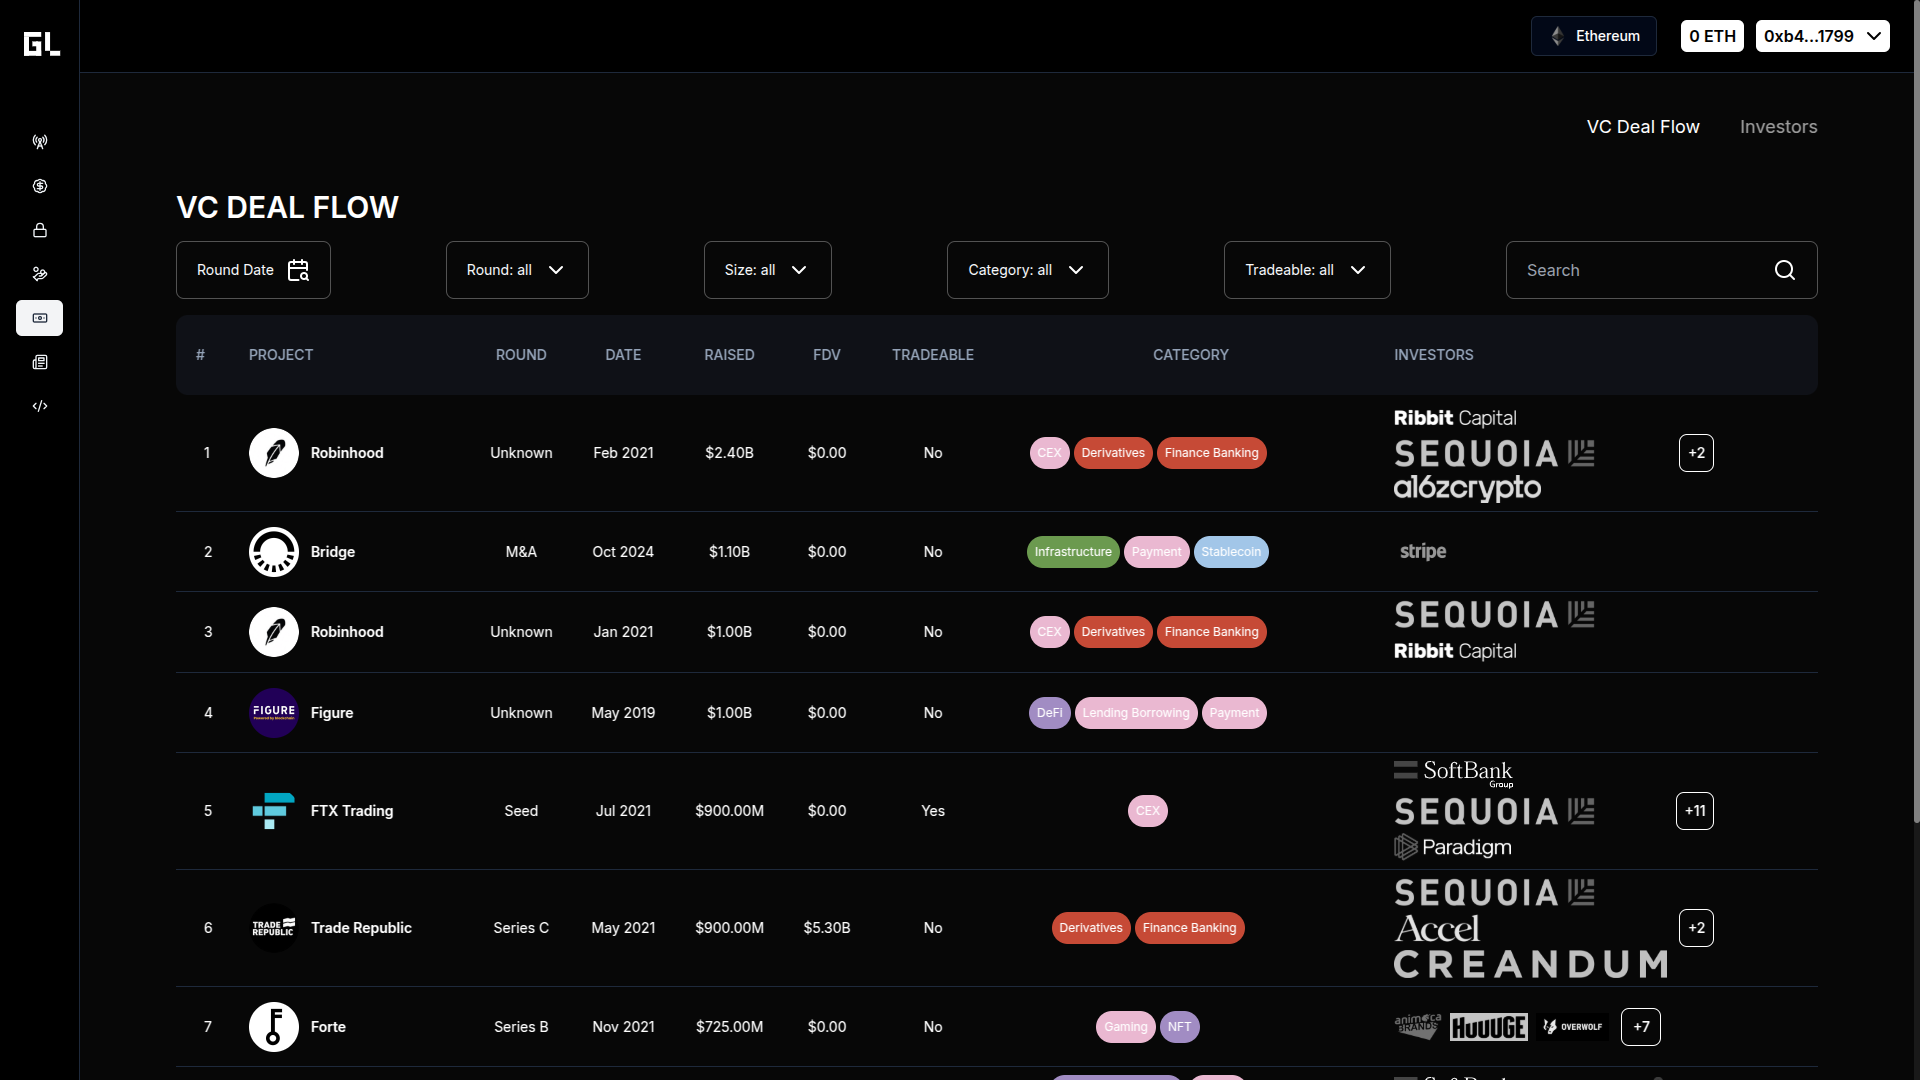 GL
Ethereum
0 ETH
0xb4...1799
VC Deal Flow
Investors
VC DEAL FLOW
Round Date
Round: all
Size: all
Category: all
Tradeable: all
Search
# PROJECT ROUND DATE RAISED FDV TRADEABLE CATEGORY INVESTORS
1 Robinhood Unknown Feb 2021 $2.40B $0.00 No CEX Derivatives Finance Banking
Ribbit Capital
SEQUOIA
a16zcrypto
+2
2 Bridge M&A Oct 2024 $1.10B $0.00 No Infrastructure Payment Stablecoin
stripe
3 Robinhood Unknown Jan 2021 $1.00B $0.00 No CEX Derivatives Finance Banking
SEQUOIA
Ribbit Capital
4 FIGURE Figure Unknown May 2019 $1.00B $0.00 No DeFi Lending Borrowing Payment
5 FTX Trading Seed Jul 2021 $900.00M $0.00 Yes CEX
SoftBank
Group
SEQUOIA
Paradigm
+11
6 TRADE REPUBLIC Trade Republic Series C May 2021 $900.00M $5.30B No Derivatives Finance Banking
SEQUOIA
Accel
CREANDUM
+2
7 Forte Series B Nov 2021 $725.00M $0.00 No Gaming NFT
animoca BRANDS HUUUGE OVERWOLF +7